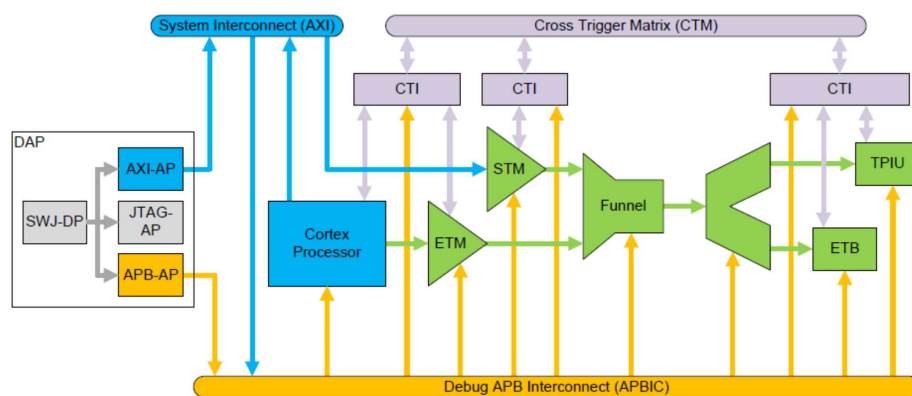 System Interconnect (AXI)
Cross Trigger Matrix (CTM)
CTI
CTI
CTI
DAP
AXI-AP
STM
TPIU
SWJ-DP
JTAG-
AP
Funnel
Cortex
Processor
ETM
ETB
APB-AP
Debug APB Interconnect (APBIC)